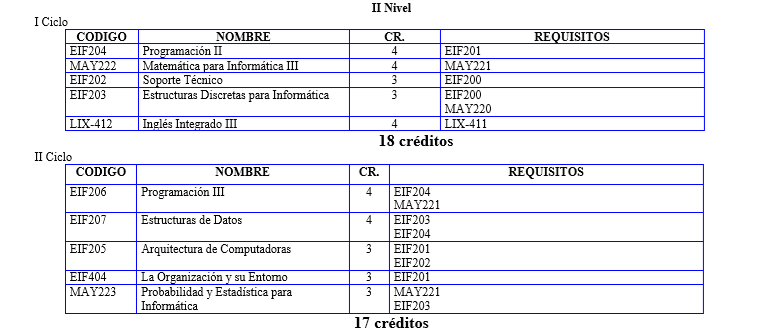 II Nivel
I Ciclo
CODIGO NOMBRE CR. REQUISITOS
EIF204 Programación II 4 EIF201
MAY222 Matemática para Informática III 4 MAY221
EIF202 Soporte Técnico 3 EIF200
EIF203 Estructuras Discretas para Informática 3 EIF200
MAY220
LIX-412 Inglés Integrado III 4 LIX-411
18 créditos
II Ciclo
CODIGO NOMBRE CR. REQUISITOS
EIF206 Programación III 4 EIF204
MAY221
EIF207 Estructuras de Datos 4 EIF203
EIF204
EIF205 Arquitectura de Computadoras 3 EIF201
EIF202
EIF404 La Organización y su Entorno 3 EIF201
MAY223 Probabilidad y Estadística para 3 MAY221
Informática EIF203
17 créditos